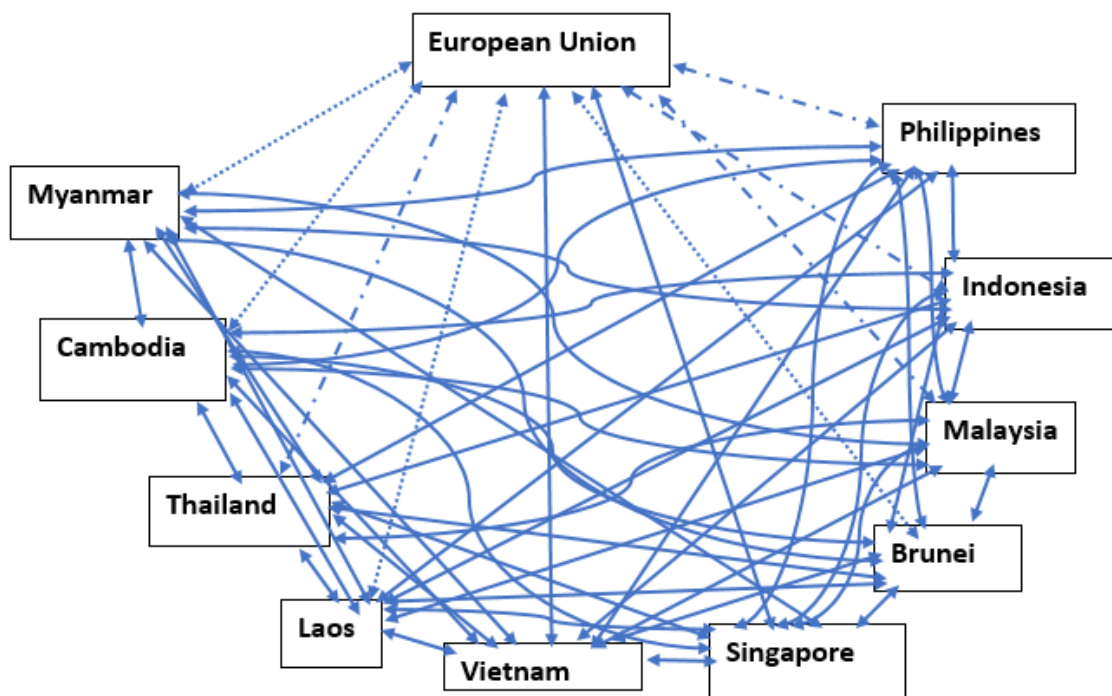 European Union
Philippines
Myanmar
Indonesia
Cambodia
Malaysia
Thailand
Brunei
Laos
Singapore
Vietnam